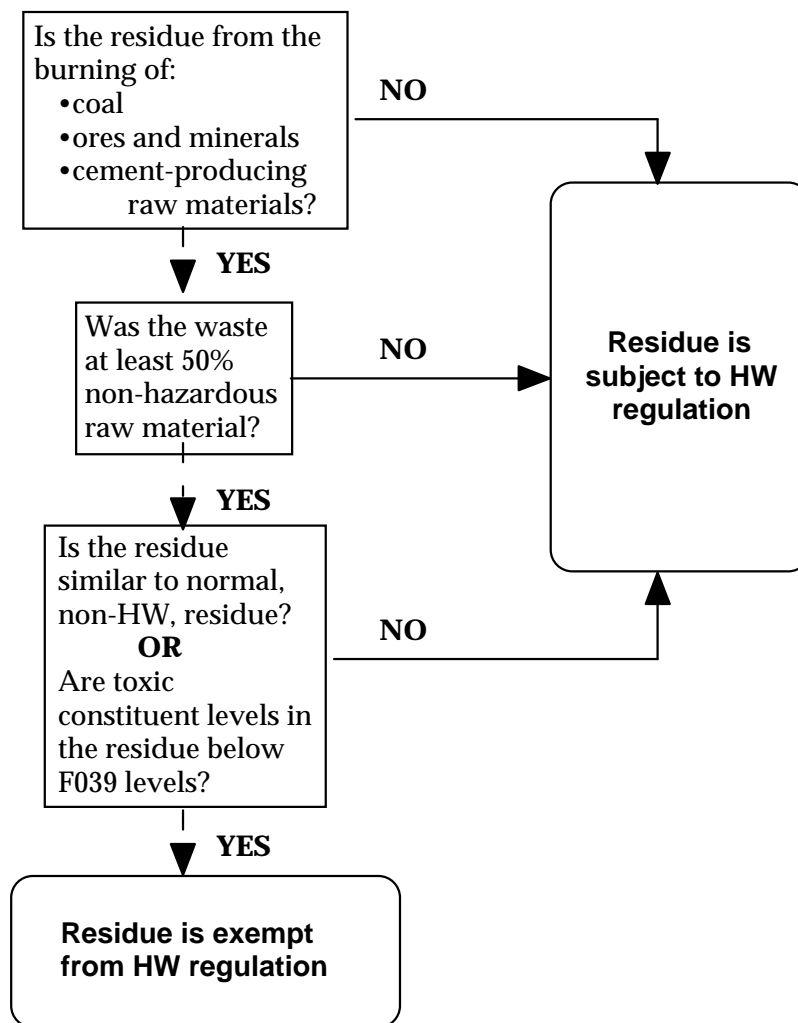 Is the residue from the
burning of:
•coal
•ores and minerals
•cement-producing
raw materials?
NO
YES
Was the waste
at least 50%
non-hazardous
raw material?
NO
Residue is
subject to HW
regulation
YES
Is the residue
similar to normal,
non-HW, residue?
OR
Are toxic
constituent levels in
the residue below
F039 levels?
NO
YES
Residue is exempt
from HW regulation